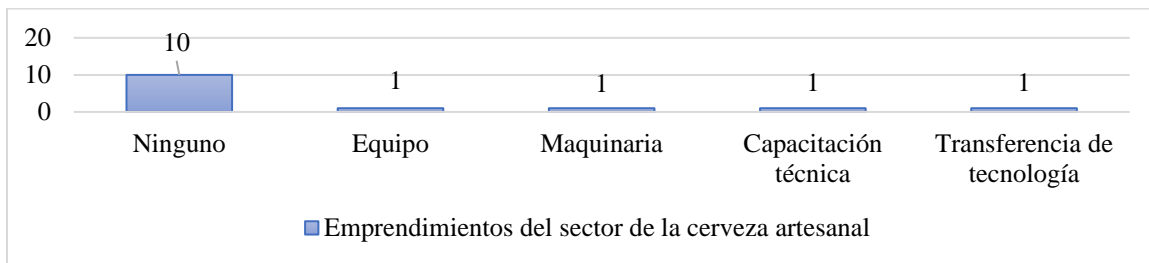 20
10
0
10
1
1
1
1
Ninguno
Equipo
Maquinaria
Capacitación
técnica
Transferencia de
tecnología
Emprendimientos del sector de la cerveza artesanal